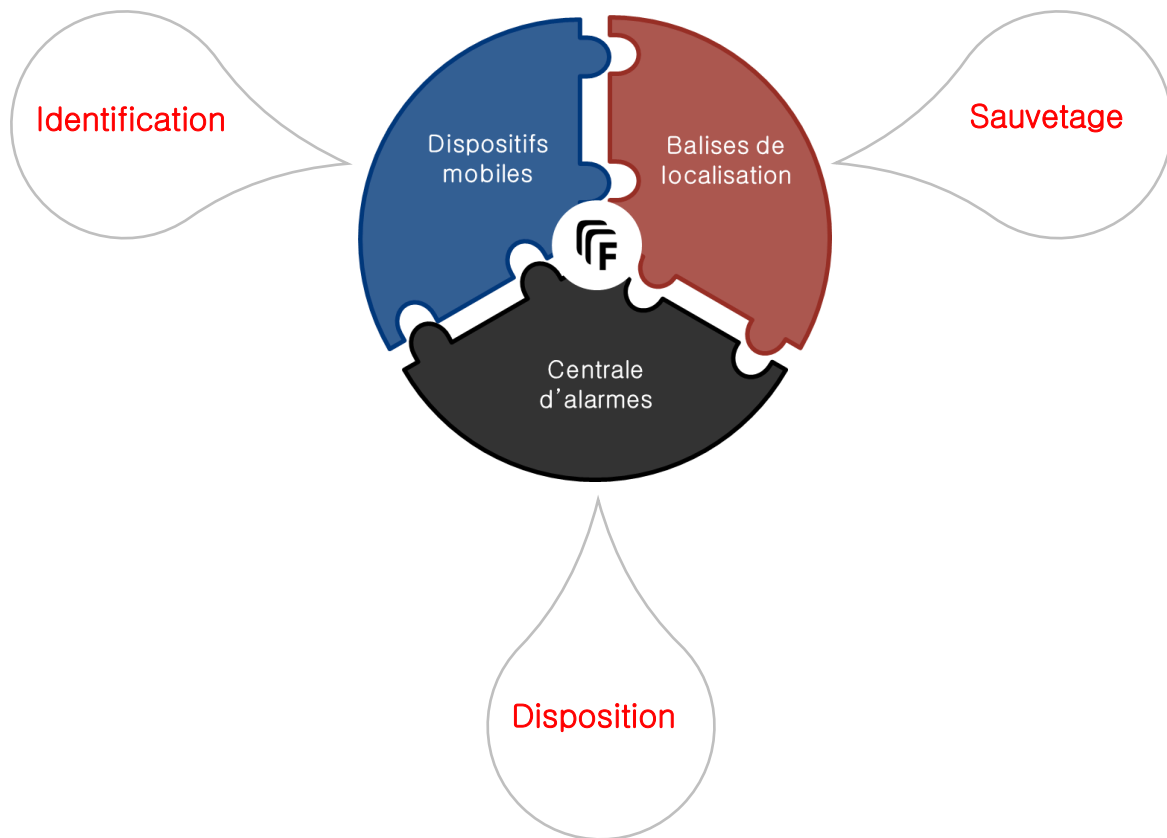 Identification
Sauvetage
Dispositifs
mobiles
Balises de
localisation
F
Centrale
d'alarmes
Disposition